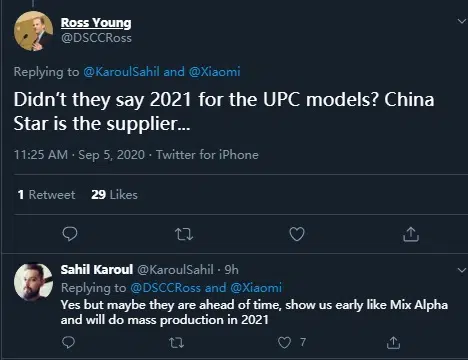 Ross Young
@DSCCRoss
Replying to @KaroulSahil and @Xiaomi
Didn't they say 2021 for the UPC models? China
Star is the supplier...
11:25 AM · Sep 5, 2020 · Twitter for iPhone
1 Retweet 29 Likes
Sahil Karoul @KaroulSahil · 9h
Replying to @DSCCRoss and @Xiaomi
Yes but maybe they are ahead of time, show us early like Mix Alpha
and will do mass production in 2021
7